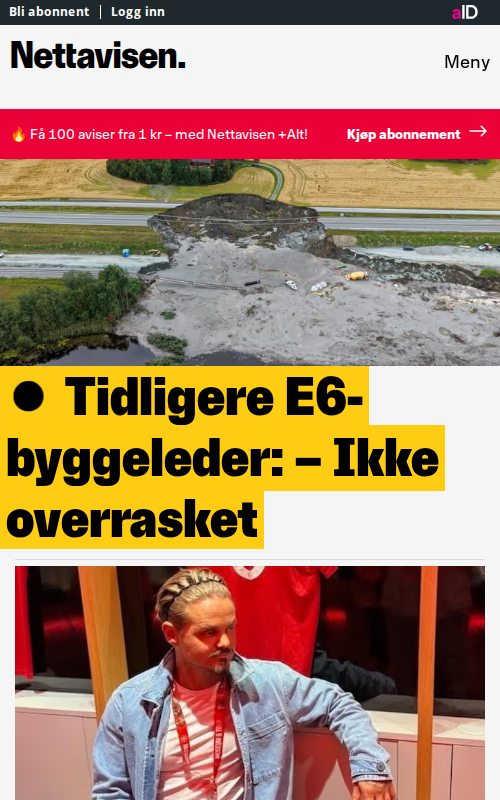 Bli abonnent | Logg inn
aID
Nettavisen.
Meny
🔥 Få 100 aviser fra 1 kr – med Nettavisen +Alt!
Kjøp abonnement →
Tidligere E6-
byggeleder: – Ikke
overrasket